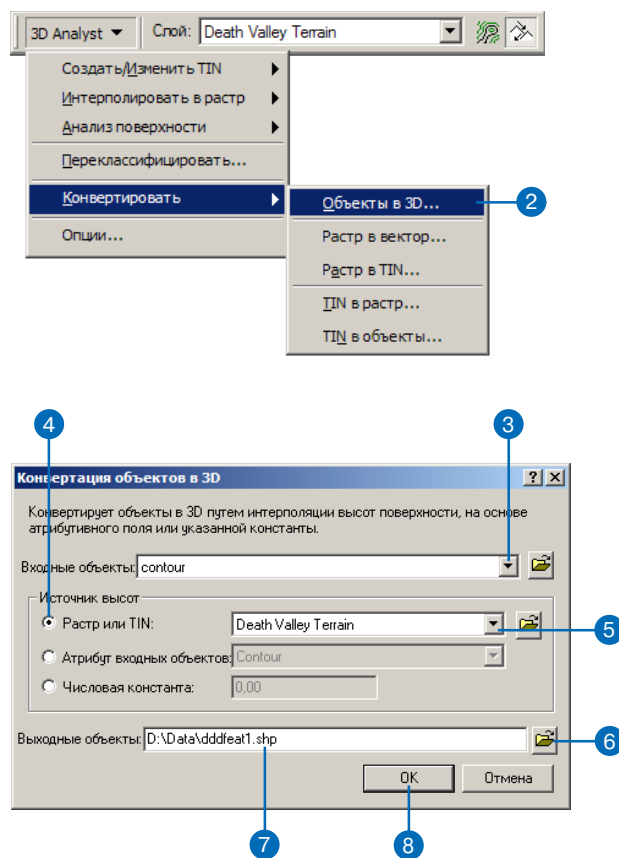 3D Analyst Слой: Death Valley Terrain
Создать/Изменить TIN
Интерполировать в растр
Анализ поверхности
Переклассифицировать...
Конвертировать
Опции...
Объекты в 3D... 2
Растр в вектор...
Растр в TIN...
TIN в растр...
TIN в объекты...
4 3
Конвертация объектов в 3D
Конвертирует объекты в 3D путем интерполяции высот поверхности, на основе
атрибутивного поля или указанной константы.
Входные объекты: contour
Источник высот
Растр или TIN: Death Valley Terrain 5
Атрибут входных объектов: Contour
Числовая константа: 0,00
Выходные объекты: D:\Data\dddfeat1.shp 6
OK Отмена
7 8